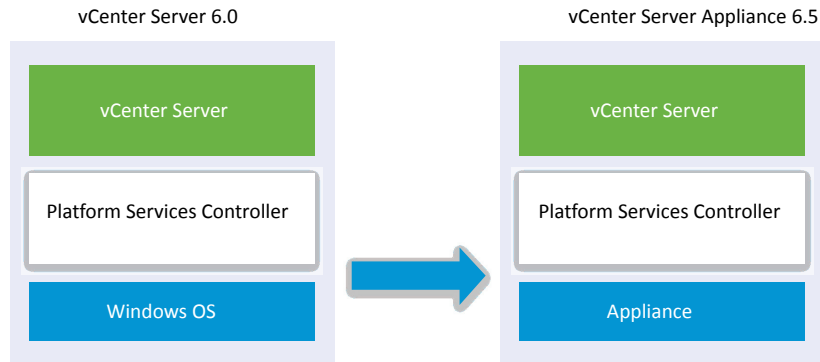 vCenter Server 6.0
vCenter Server
Platform Services Controller
Windows OS
vCenter Server Appliance 6.5
vCenter Server
Platform Services Controller
Appliance